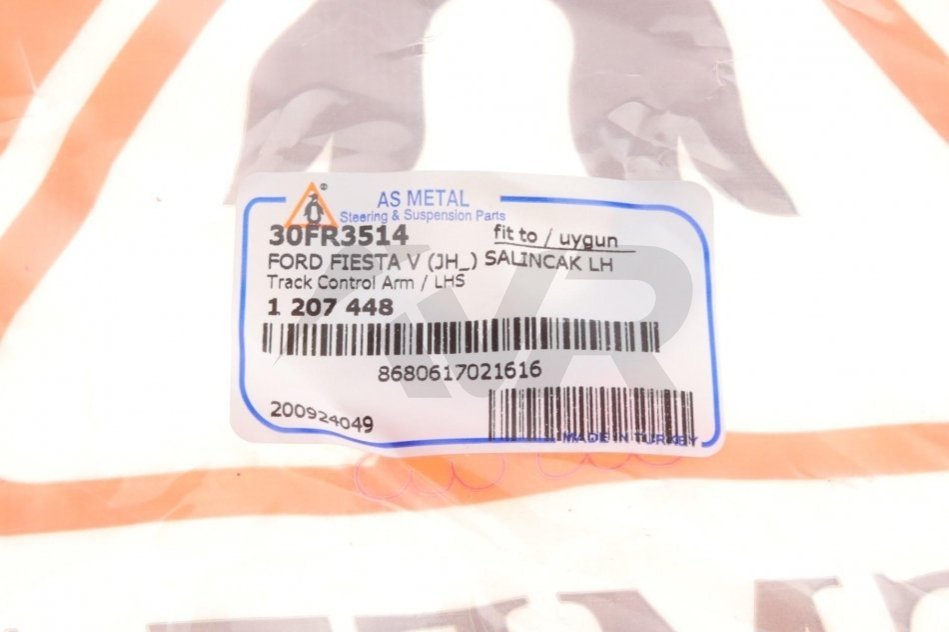 AS METAL
Steering & Suspension Parts
30FR3514 fit to / uygun
FORD FIESTA V (JH_) SALINCAK LH
Track Control Arm / LHS
1 207 448
8680617021616
200924049
MADE IN TURKEY